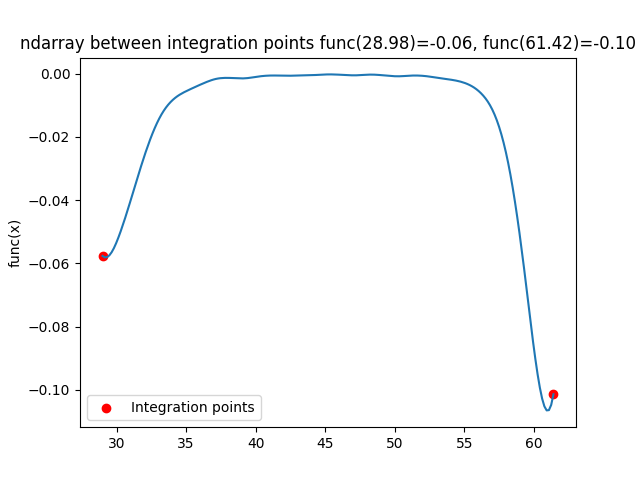 ndarray between integration points func(28.98)=-0.06, func(61.42)=-0.10
0.00
−0.02
−0.04
−0.06
−0.08
−0.10
func(x)
Integration points
30 35 40 45 50 55 60